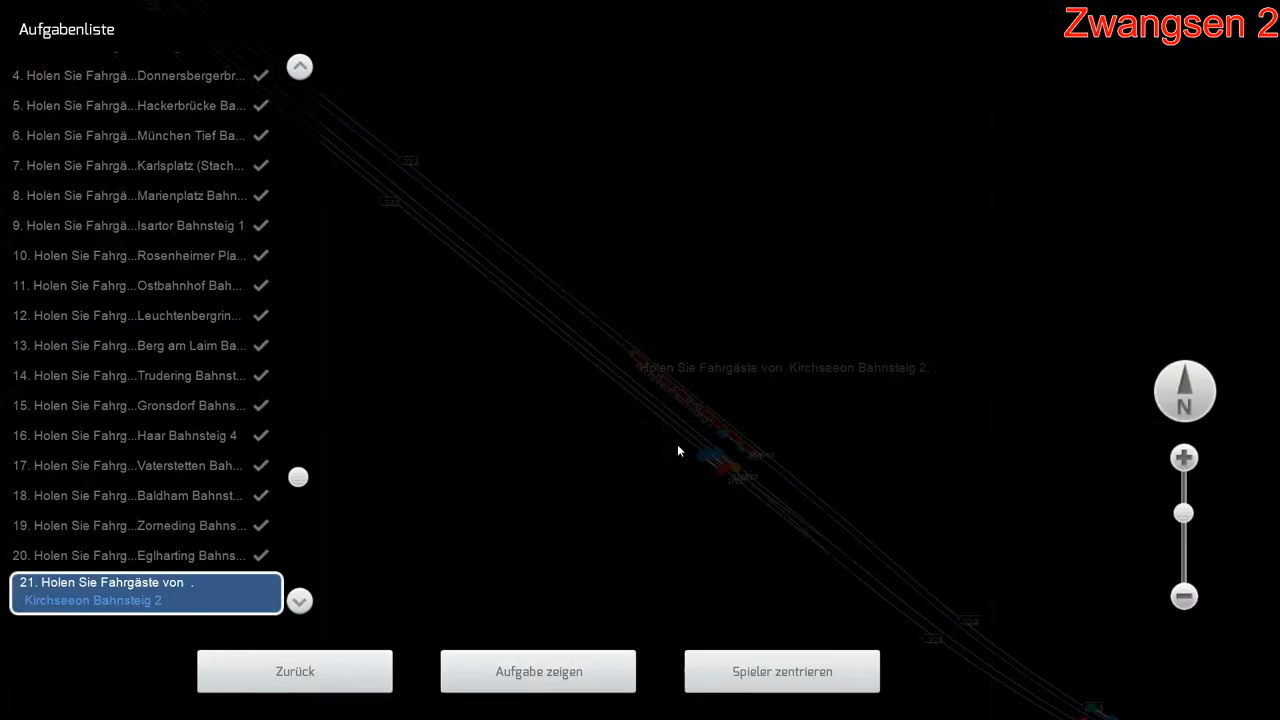 Aufgabenliste
Zwangsen 2
4. Holen Sie Fahrgä...Donnersbergerbr...
5. Holen Sie Fahrgä...Hackerbrücke Ba...
6. Holen Sie Fahrgä...München Tief Ba...
7. Holen Sie Fahrgä...Karlsplatz (Stach...
8. Holen Sie Fahrgä...Marienplatz Bahn...
9. Holen Sie Fahrgä...Isartor Bahnsteig 1
10. Holen Sie Fahrg...Rosenheimer Pla...
11. Holen Sie Fahrg...Ostbahnhof Bah...
12. Holen Sie Fahrg...Leuchtenbergrin...
13. Holen Sie Fahrg...Berg am Laim Ba...
14. Holen Sie Fahrg...Trudering Bahnst...
15. Holen Sie Fahrg...Gronsdorf Bahns...
16. Holen Sie Fahrg...Haar Bahnsteig 4
17. Holen Sie Fahrg...Vaterstetten Bah...
18. Holen Sie Fahrg...Baldham Bahnst...
19. Holen Sie Fahrg...Zorneding Bahns...
20. Holen Sie Fahrg...Eglharting Bahns...
21. Holen Sie Fahrgäste von .
Kirchseeon Bahnsteig 2
Holen Sie Fahrgäste von Kirchseeon Bahnsteig 2.
N
Zurück
Aufgabe zeigen
Spieler zentrieren